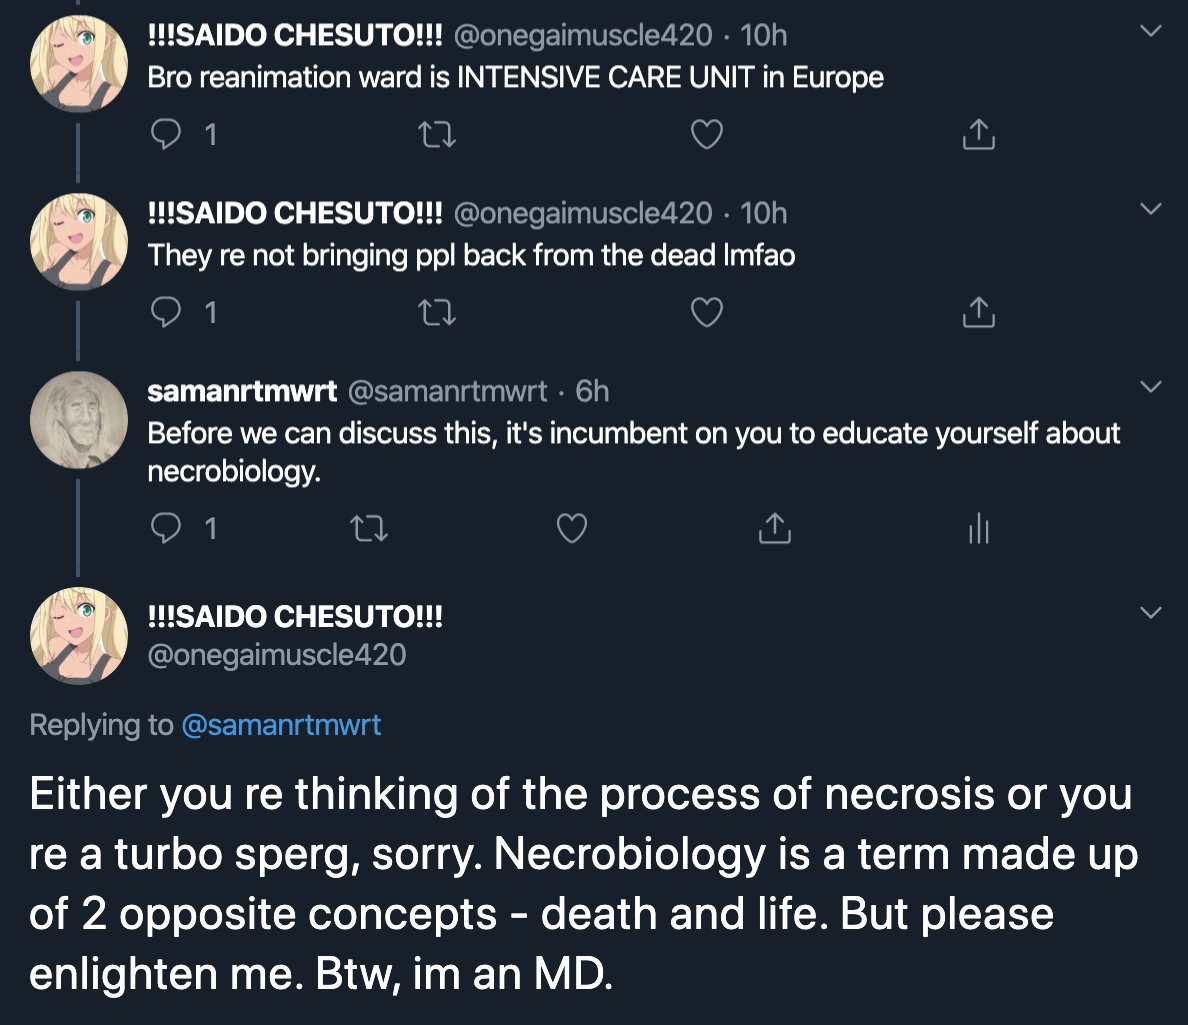 !!!SAIDO CHESUTO!!! @onegaimuscle420 · 10h
Bro reanimation ward is INTENSIVE CARE UNIT in Europe
1
!!!SAIDO CHESUTO!!! @onegaimuscle420 · 10h
They re not bringing ppl back from the dead lmfao
1
samanrtmwrt @samanrtmwrt · 6h
Before we can discuss this, it's incumbent on you to educate yourself about
necrobiology.
1
!!!SAIDO CHESUTO!!!
@onegaimuscle420
Replying to @samanrtmwrt
Either you re thinking of the process of necrosis or you
re a turbo sperg, sorry. Necrobiology is a term made up
of 2 opposite concepts - death and life. But please
enlighten me. Btw, im an MD.